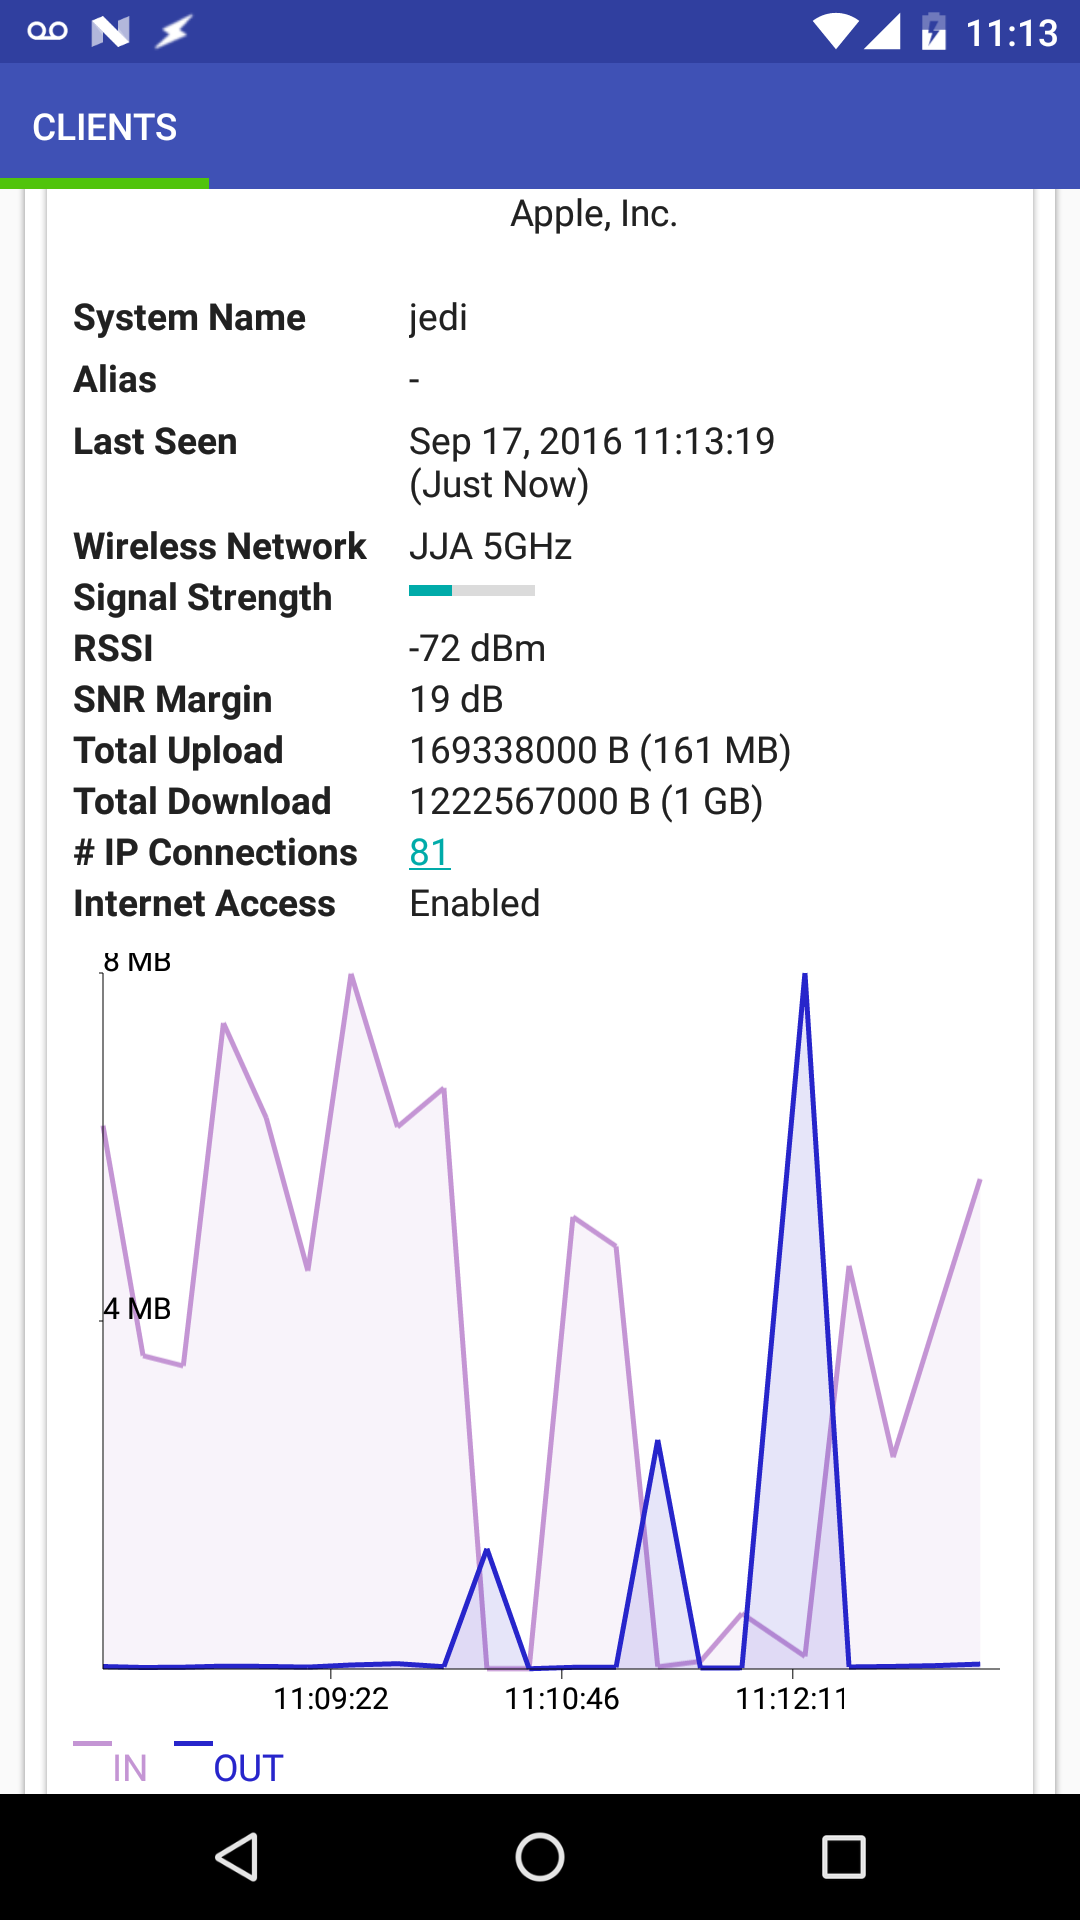 11:13
CLIENTS
Apple, Inc.
System Name jedi
Alias -
Last Seen Sep 17, 2016 11:13:19
(Just Now)
Wireless Network JJA 5GHz
Signal Strength
RSSI -72 dBm
SNR Margin 19 dB
Total Upload 169338000 B (161 MB)
Total Download 1222567000 B (1 GB)
# IP Connections 81
Internet Access Enabled
8 MB
4 MB
11:09:22 11:10:46 11:12:11
IN OUT